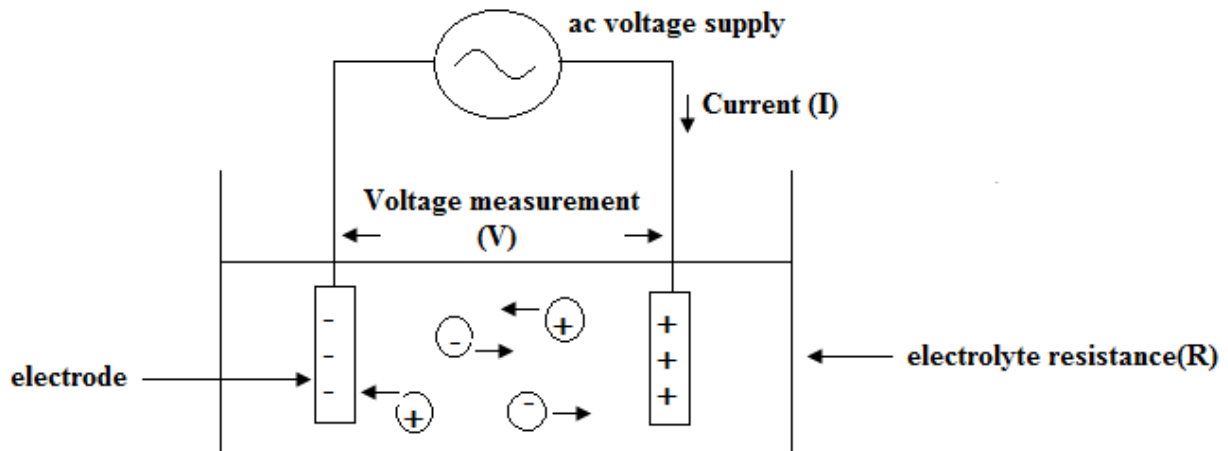 ac voltage supply
Current (I)
Voltage measurement
(V)
- + +
- +
- - +
electrode
- + - +
electrolyte resistance(R)